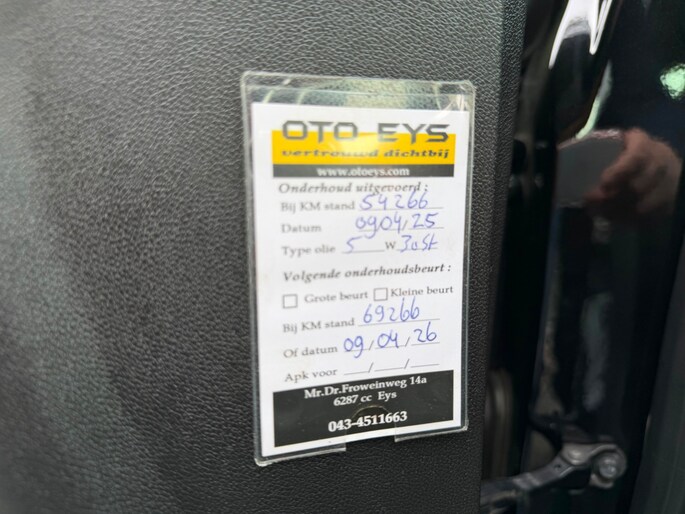 OTO EYS
vertrouwd dichtbij
www.otoeys.com
Onderhoud uitgevoerd :
Bij KM stand 54266
Datum 09,04,25
Type olie 5 W 30St
Volgende onderhoudsbeurt :
Grote beurt Kleine beurt
Bij KM stand 69266
Of datum 09/04/26
Apk voor / /
Mr.Dr.Froweinweg 14a
6287 cc Eys
043-4511663